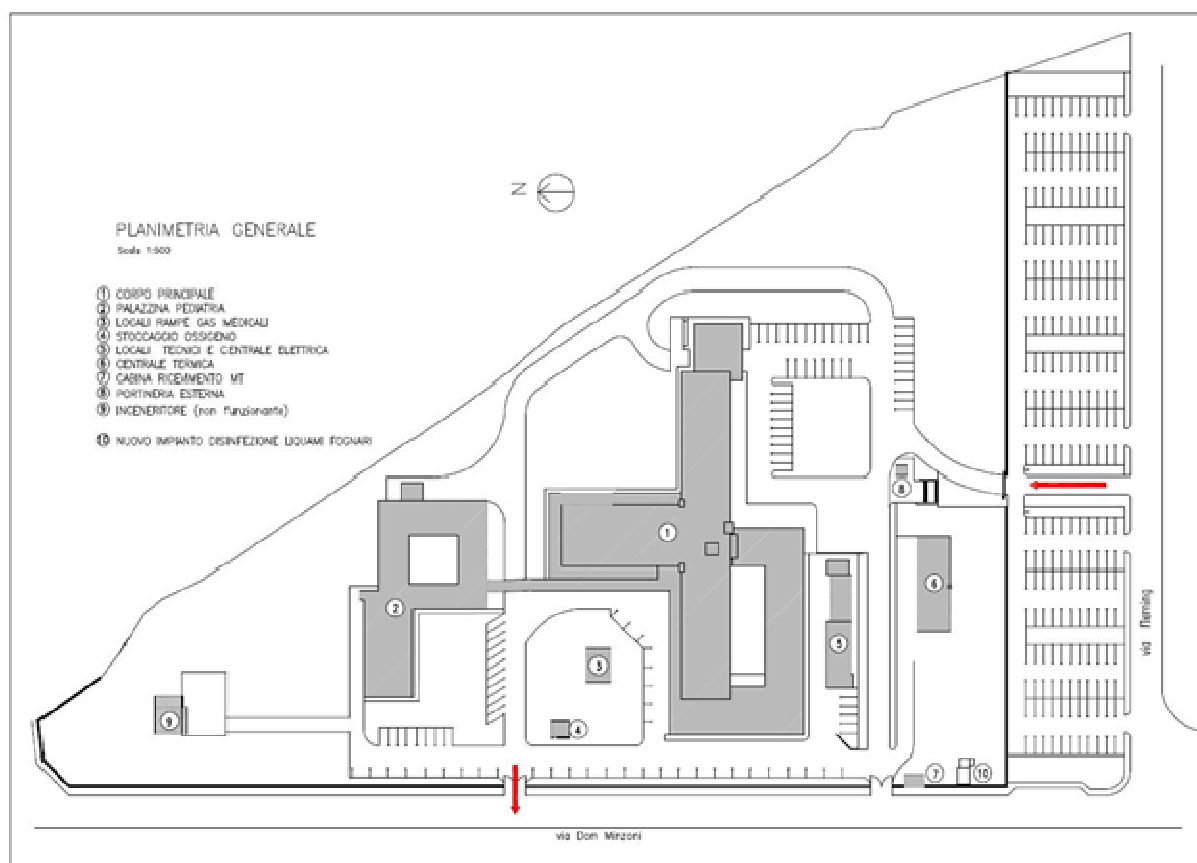 N
PLANIMETRIA GENERALE
Scala 1:500
1 CORPO PRINCIPALE
2 PALAZZINA PEDIATRIA
3 LOCALI RAMPE GAS MEDICALI
4 STOCCAGGIO OSSIGENO
5 LOCALI TECNICI E CENTRALE ELETTRICA
6 CENTRALE TERMICA
7 CABINA RICEVIMENTO MT
8 PORTINERIA ESTERNA
9 INCENERITORE (non funzionante)
10 NUOVO IMPIANTO DISINFEZIONE LIQUAMI FOGNARI
8
1
6
2
5
3
9
4
7
10
via Fleming
via Dom Minzoni